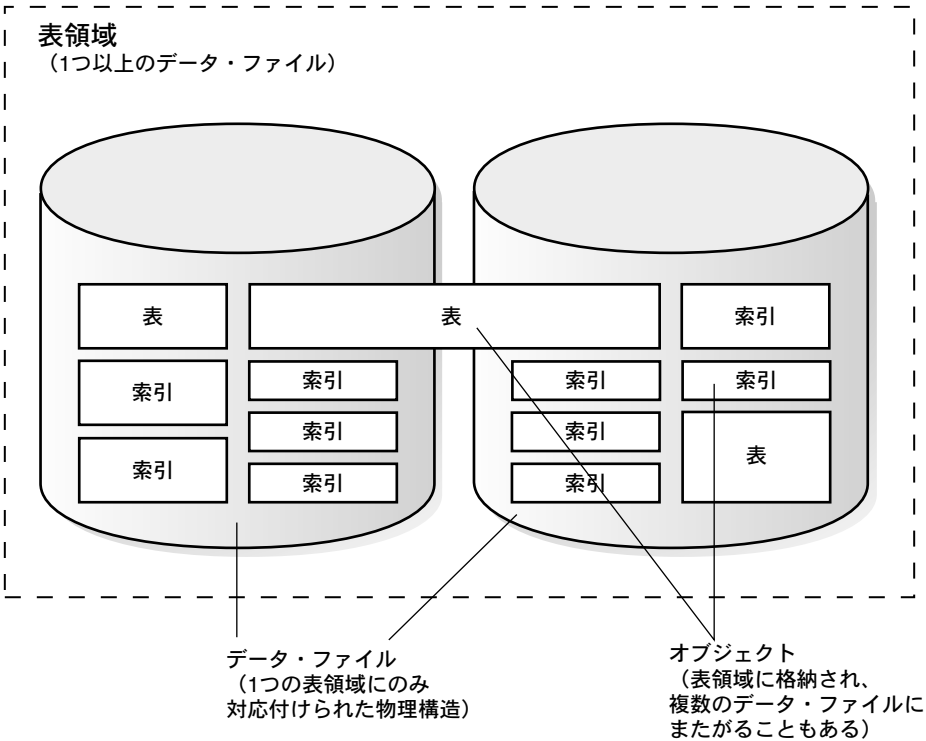 表領域
（1つ以上のデータ・ファイル）
表
表
索引
索引
索引
索引
索引
索引
索引
索引
索引
索引
索引
表
データ・ファイル
（1つの表領域にのみ
対応付けられた物理構造）
オブジェクト
（表領域に格納され、
複数のデータ・ファイルに
またがることもある）